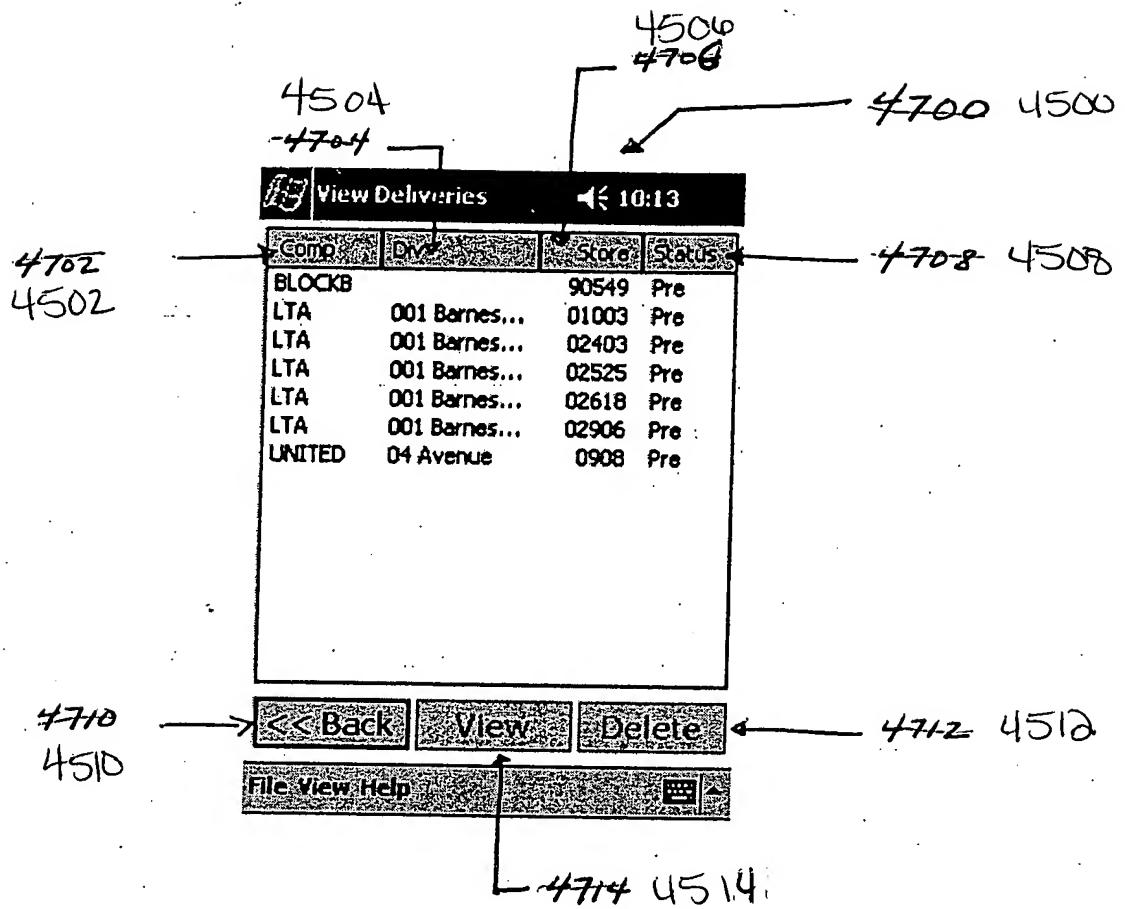 4506
4706
4504
4704
4700 4500
View Deliveries 10:13
4702
4502
Comp Div Store Status
4708 4508
BLOCKB 90549 Pre
LTA 001 Barnes... 01003 Pre
LTA 001 Barnes... 02403 Pre
LTA 001 Barnes... 02525 Pre
LTA 001 Barnes... 02618 Pre
LTA 001 Barnes... 02906 Pre
UNITED 04 Avenue 0908 Pre
4710
4510
<< Back View Delete
4712 4512
File View Help
4714 4514